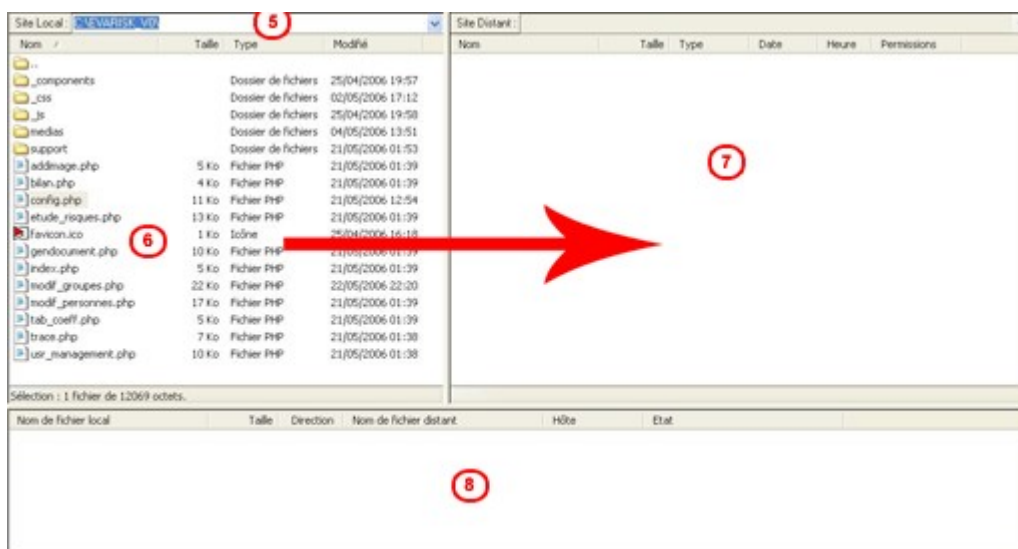 Site Local : C:\EVARISK_V0\ 5 Site Distant :
Nom / Taille Type Modifié Nom Taille Type Date Heure Permissions
..
_components Dossier de fichiers 25/04/2006 19:57
_css Dossier de fichiers 02/05/2006 17:12
_js Dossier de fichiers 25/04/2006 19:58
medias Dossier de fichiers 04/05/2006 13:51
support Dossier de fichiers 21/05/2006 01:53
addimage.php 5 Ko Fichier PHP 21/05/2006 01:39
7
bilan.php 4 Ko Fichier PHP 21/05/2006 01:39
config.php 11 Ko Fichier PHP 21/05/2006 12:54
etude_risques.php 13 Ko Fichier PHP 21/05/2006 01:39
favicon.ico 6 1 Ko Icône 25/04/2006 16:18
gendocument.php 10 Ko Fichier PHP 21/05/2006 01:39
index.php 5 Ko Fichier PHP 21/05/2006 01:39
modif_groupes.php 22 Ko Fichier PHP 22/05/2006 22:20
modif_personnes.php 17 Ko Fichier PHP 21/05/2006 01:39
tab_coeff.php 5 Ko Fichier PHP 21/05/2006 01:39
trace.php 7 Ko Fichier PHP 21/05/2006 01:38
usr_management.php 10 Ko Fichier PHP 21/05/2006 01:38
Sélection : 1 fichier de 12069 octets.
Nom de fichier local Taille Direction Nom de fichier distant Hôte Etat
8